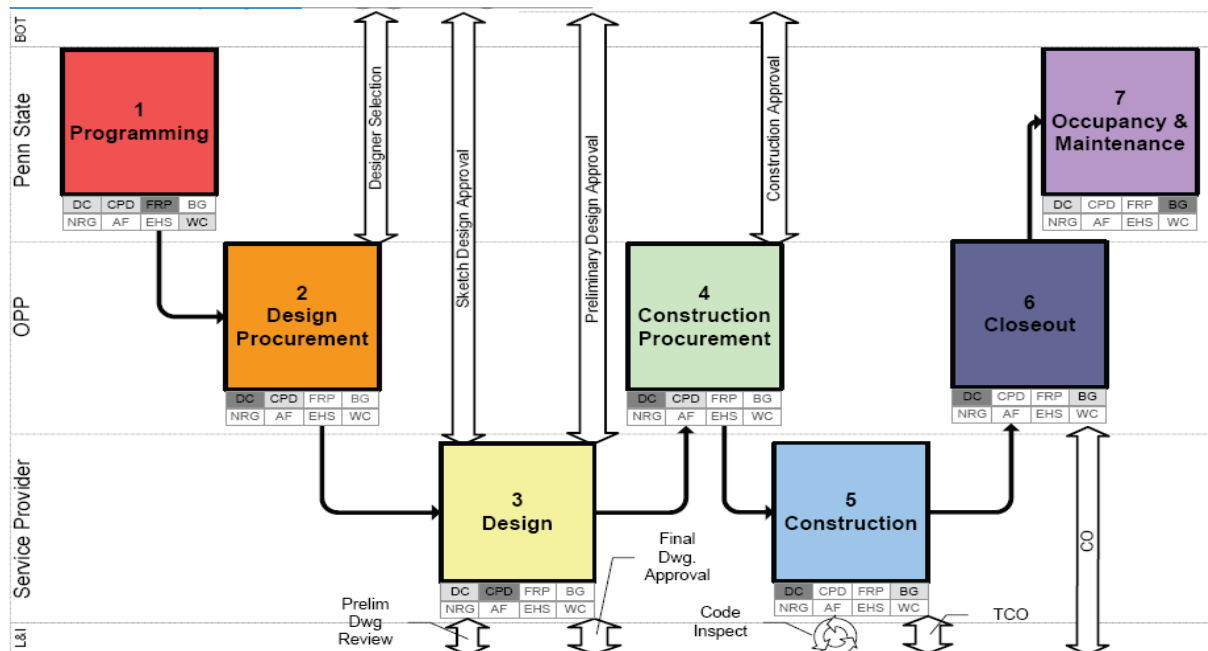 BOT
Penn State
OPP
Service Provider
L&I
1
Programming
DC CPD FRP BG
NRG AF EHS WC
Designer Selection
Sketch Design Approval
Preliminary Design Approval
Construction Approval
7
Occupancy &
Maintenance
DC CPD FRP BG
NRG AF EHS WC
2
Design
Procurement
DC CPD FRP BG
NRG AF EHS WC
4
Construction
Procurement
DC CPD FRP BG
NRG AF EHS WC
6
Closeout
DC CPD FRP BG
NRG AF EHS WC
3
Design
DC CPD FRP BG
NRG AF EHS WC
5
Construction
DC CPD FRP BG
NRG AF EHS WC
Prelim
Dwg
Review
Final
Dwg.
Approval
Code
Inspect
TCO
CO